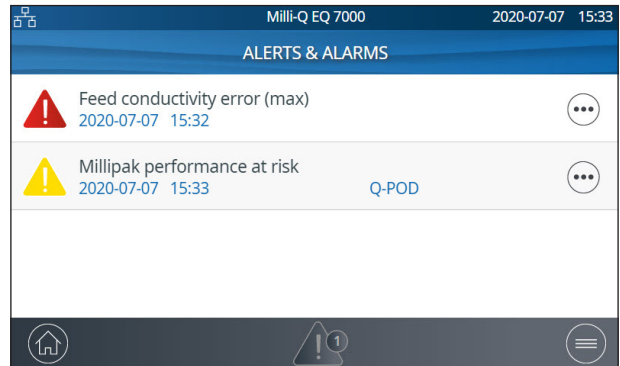 Milli-Q EQ 7000 2020-07-07 15:33
ALERTS & ALARMS
Feed conductivity error (max)
2020-07-07 15:32
Millipak performance at risk
2020-07-07 15:33 Q-POD
1